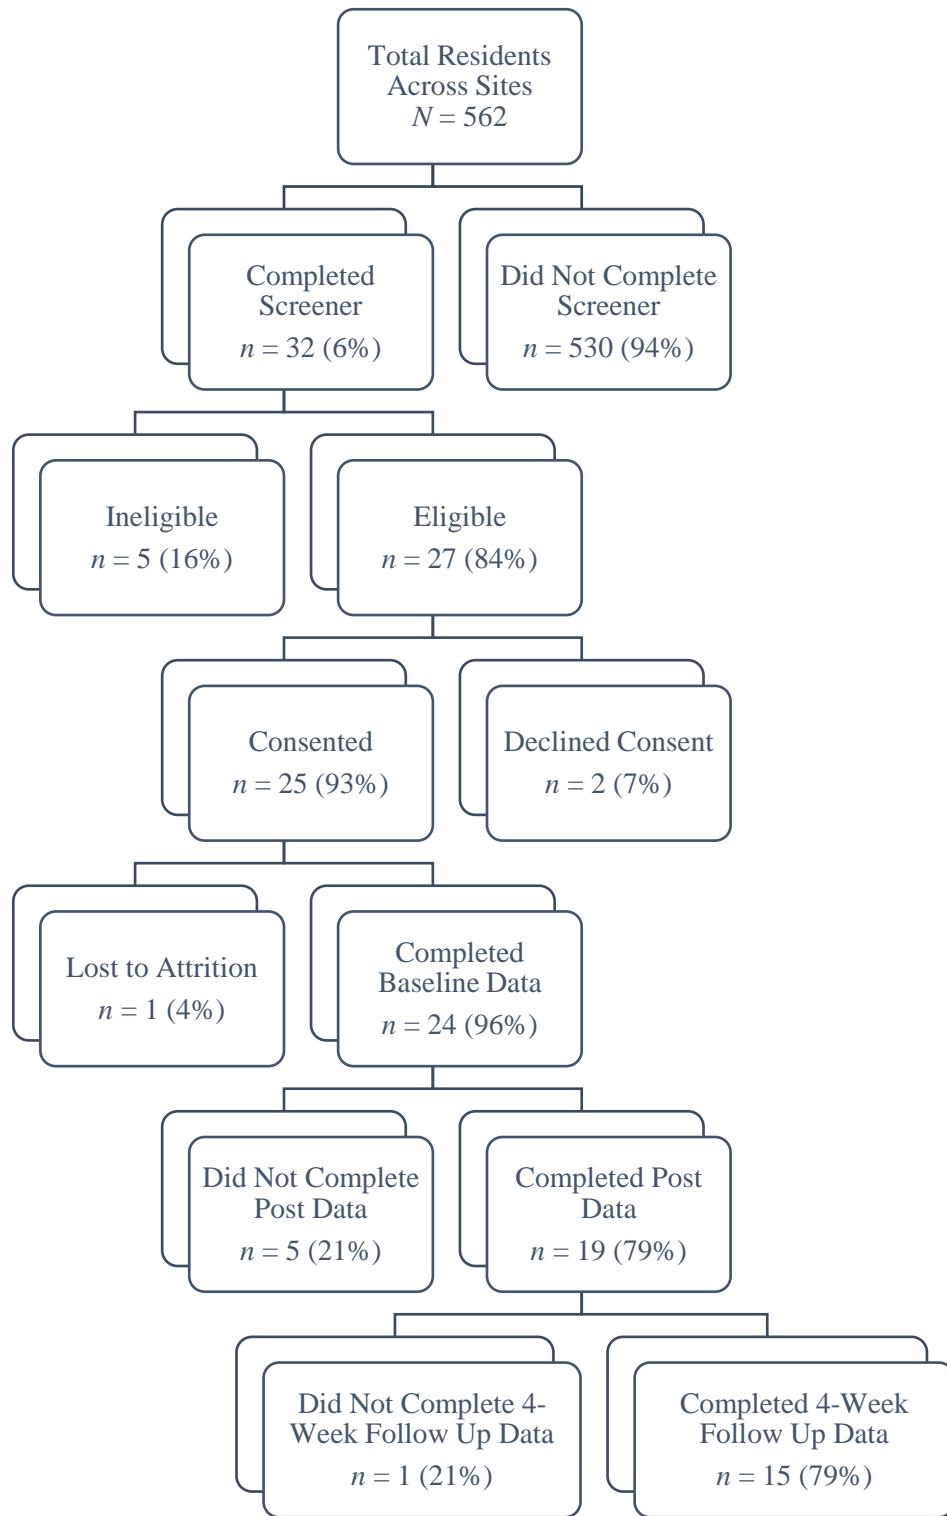 Total Residents
Across Sites
N = 562
Completed
Screener
n = 32 (6%)
Did Not Complete
Screener
n = 530 (94%)
Ineligible
n = 5 (16%)
Eligible
n = 27 (84%)
Consented
n = 25 (93%)
Declined Consent
n = 2 (7%)
Lost to Attrition
n = 1 (4%)
Completed
Baseline Data
n = 24 (96%)
Did Not Complete
Post Data
n = 5 (21%)
Completed Post
Data
n = 19 (79%)
Did Not Complete 4-
Week Follow Up Data
n = 1 (21%)
Completed 4-Week
Follow Up Data
n = 15 (79%)